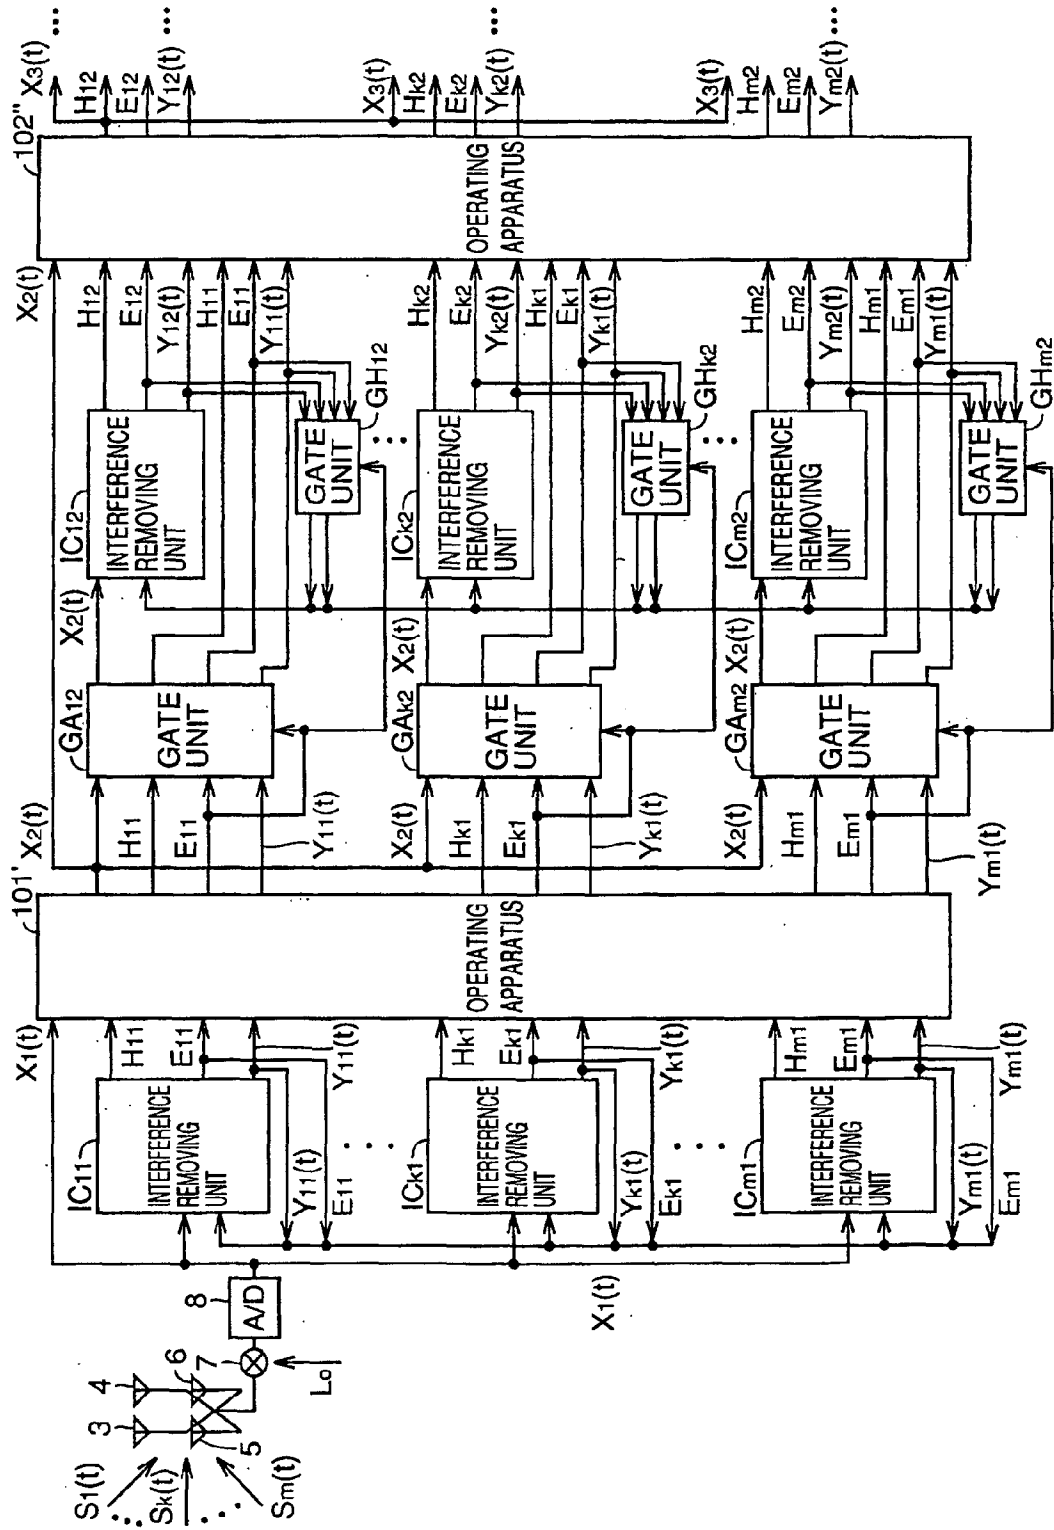 S1(t)
Sk(t)
Sm(t)
3
4
5
6
7
8
A/D
Lo
X1(t)
X1(t)
IC11
INTERFERENCE
REMOVING
UNIT
H11
E11
Y11(t)
Y11(t)
E11
ICk1
INTERFERENCE
REMOVING
UNIT
Hk1
Ek1
Yk1(t)
Yk1(t)
Ek1
ICm1
INTERFERENCE
REMOVING
UNIT
Hm1
Em1
Ym1(t)
Ym1(t)
Em1
101'
OPERATING
APPARATUS
X2(t)
H11
E11
Y11(t)
X2(t)
Hk1
Ek1
Yk1(t)
X2(t)
Hm1
Em1
Ym1(t)
GA12
GATE
UNIT
GAk2
GATE
UNIT
GAm2
GATE
UNIT
X2(t)
X2(t)
X2(t)
IC12
INTERFERENCE
REMOVING
UNIT
GATE
UNIT
GH12
ICk2
INTERFERENCE
REMOVING
UNIT
GATE
UNIT
GHk2
ICm2
INTERFERENCE
REMOVING
UNIT
GATE
UNIT
GHm2
X2(t)
H12
E12
Y12(t)
H11
E11
Y11(t)
Hk2
Ek2
Yk2(t)
Hk1
Ek1
Yk1(t)
Hm2
Em2
Ym2(t)
Hm1
Em1
Ym1(t)
102"
OPERATING
APPARATUS
X3(t) ...
H12
E12
Y12(t) ...
X3(t)
Hk2
Ek2
Yk2(t) ...
X3(t)
Hm2
Em2
Ym2(t) ...